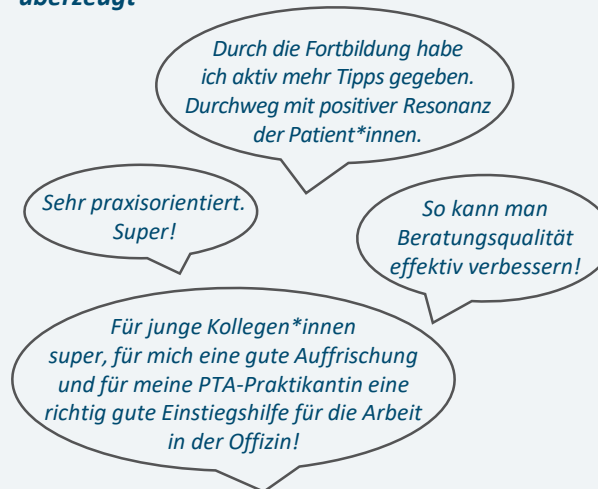 überzeugt
Durch die Fortbildung habe
ich aktiv mehr Tipps gegeben.
Durchweg mit positiver Resonanz
der Patient*innen.
Sehr praxisorientiert.
Super!
So kann man
Beratungsqualität
effektiv verbessern!
Für junge Kollegen*innen
super, für mich eine gute Auffrischung
und für meine PTA-Praktikantin eine
richtig gute Einstiegshilfe für die Arbeit
in der Offizin!